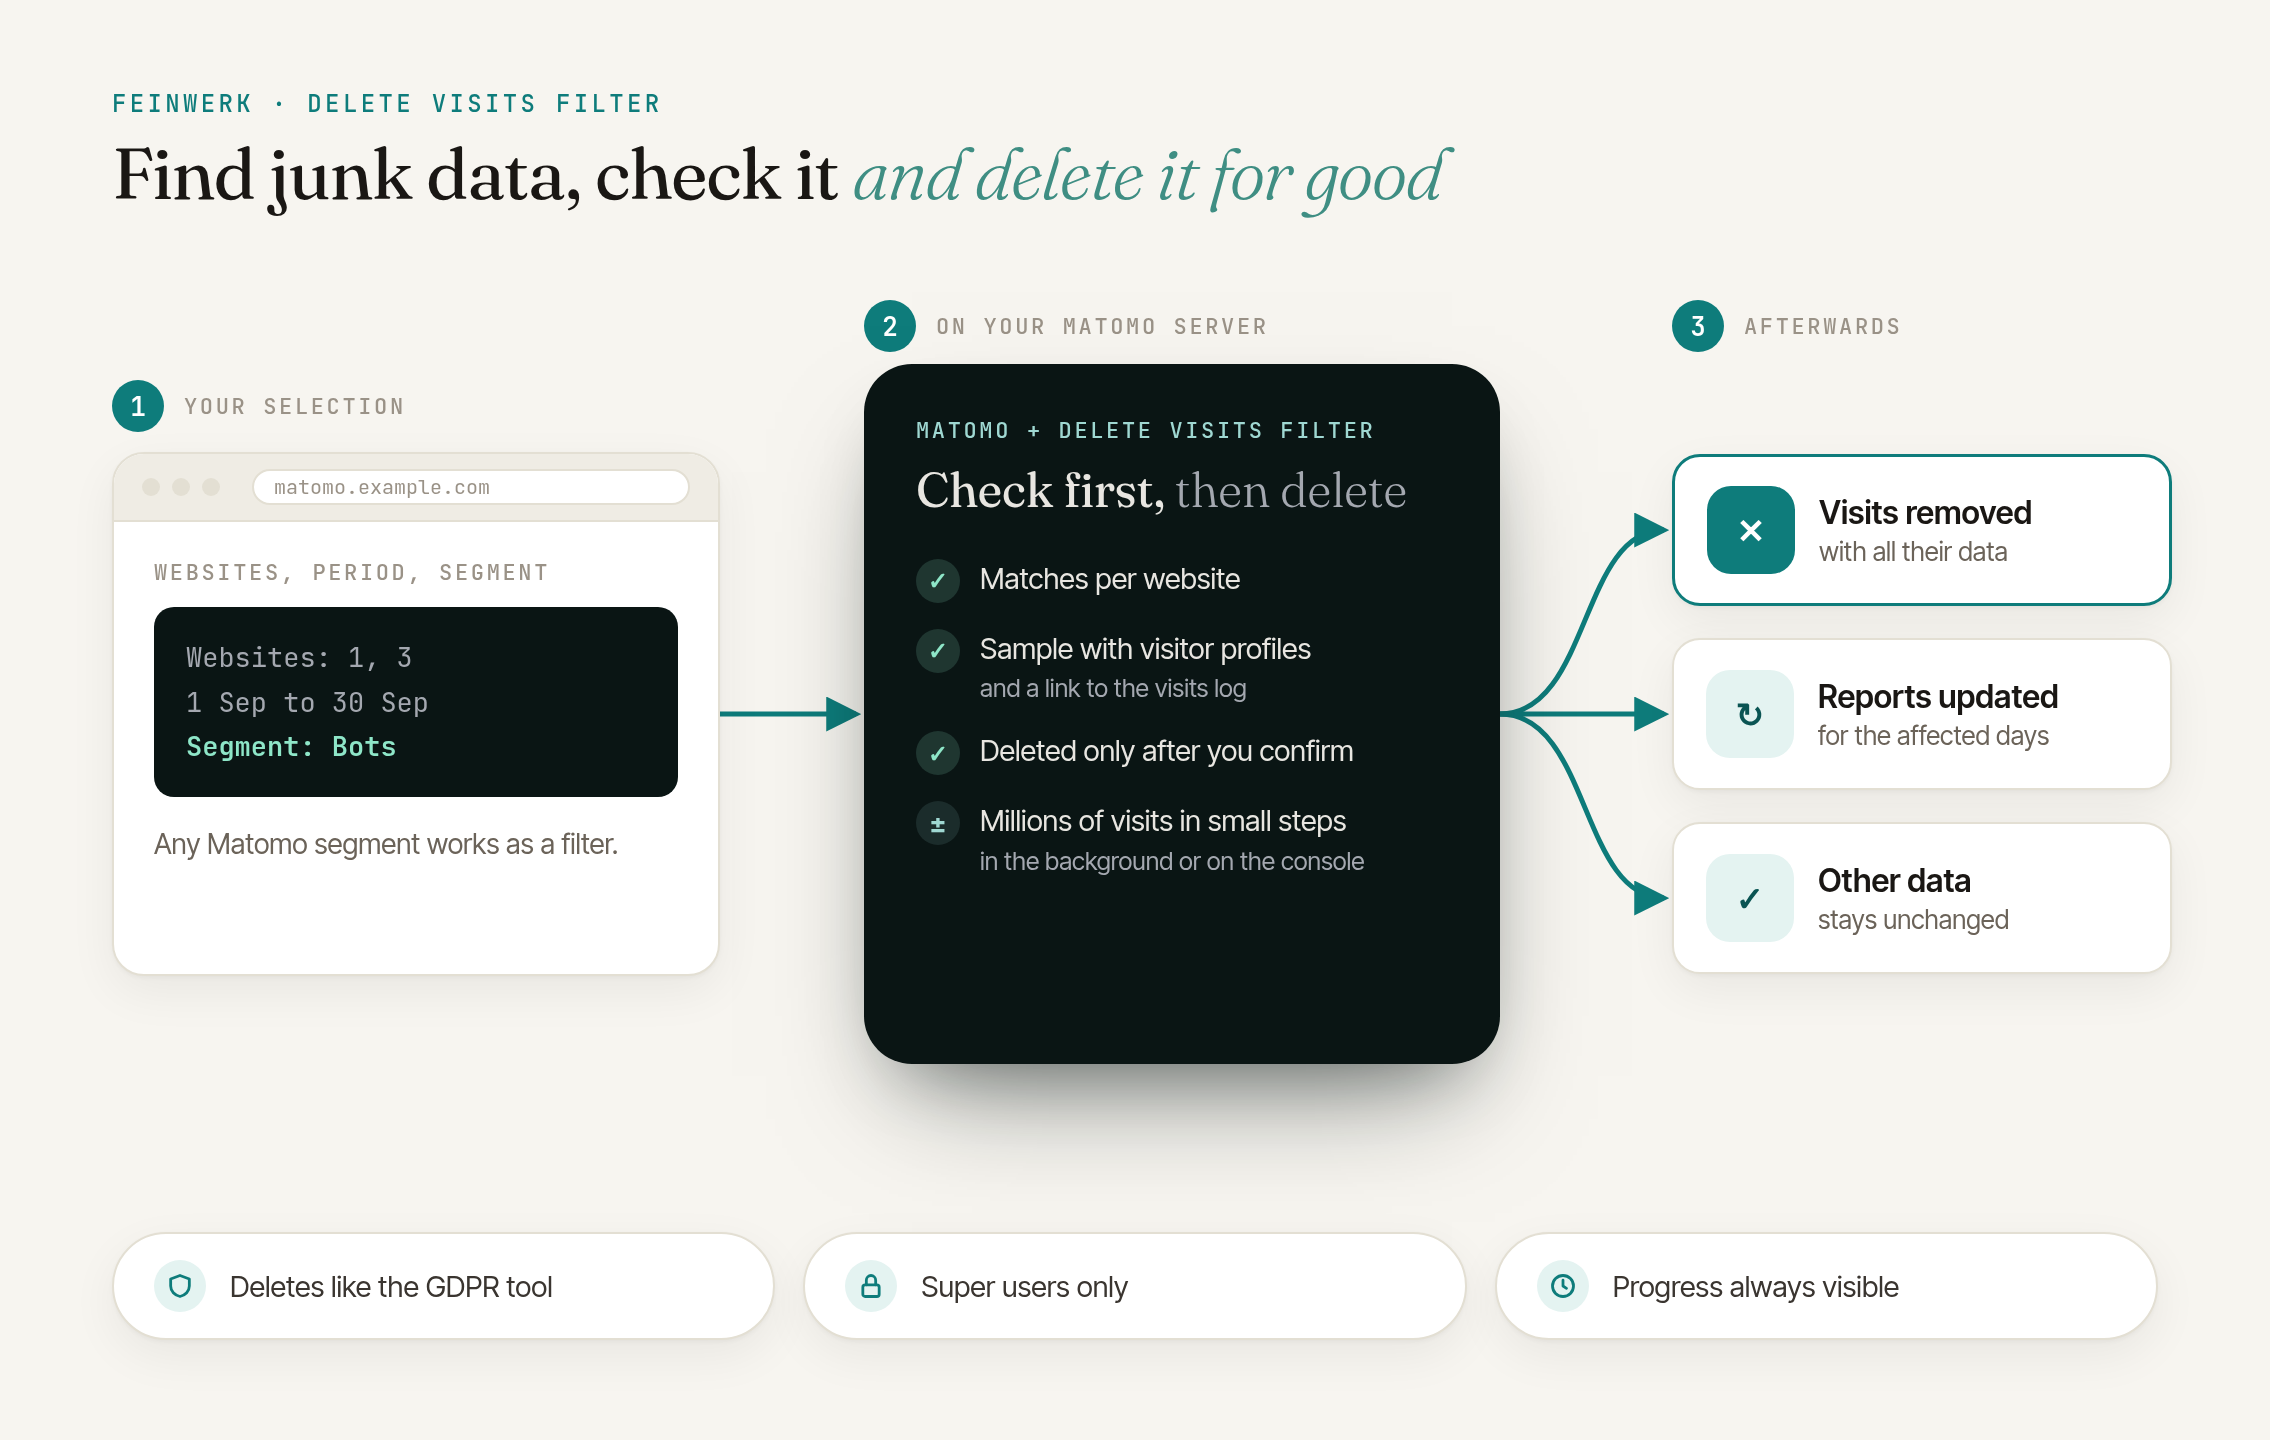 FEINWERK · DELETE VISITS FILTER
Find junk data, check it and delete it for good
1 YOUR SELECTION
matomo.example.com
WEBSITES, PERIOD, SEGMENT
Websites: 1, 3
1 Sep to 30 Sep
Segment: Bots
Any Matomo segment works as a filter.
2 ON YOUR MATOMO SERVER
MATOMO + DELETE VISITS FILTER
Check first, then delete
✓ Matches per website
✓ Sample with visitor profiles
and a link to the visits log
✓ Deleted only after you confirm
± Millions of visits in small steps
in the background or on the console
3 AFTERWARDS
✕ Visits removed
with all their data
↻ Reports updated
for the affected days
✓ Other data
stays unchanged
Deletes like the GDPR tool
Super users only
Progress always visible